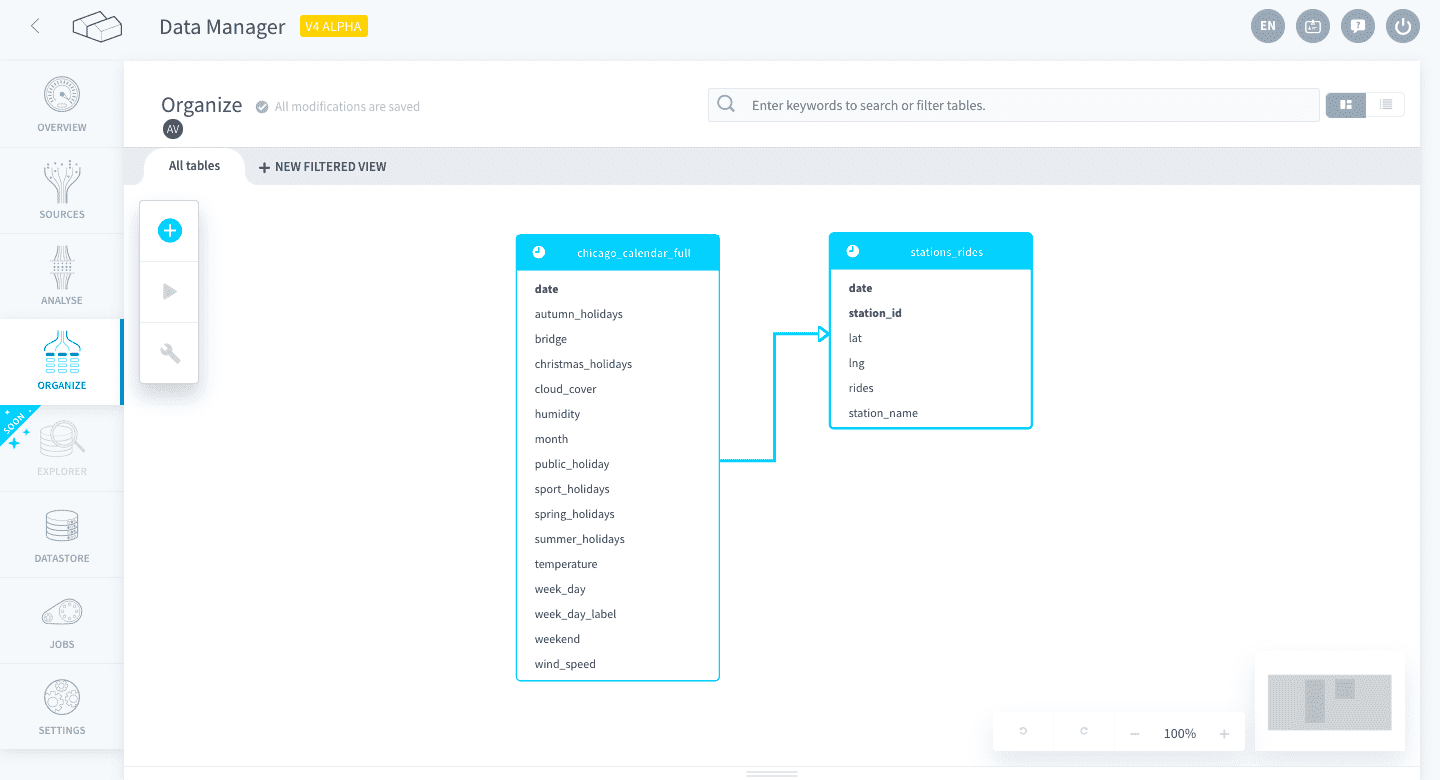 Data Manager
V4 ALPHA
EN
OVERVIEW
SOURCES
ANALYSE
ORGANIZE
SOON
EXPLORER
DATASTORE
JOBS
SETTINGS
Organize
All modifications are saved
AV
Enter keywords to search or filter tables.
All tables
+ NEW FILTERED VIEW
chicago_calendar_full
date
autumn_holidays
bridge
christmas_holidays
cloud_cover
humidity
month
public_holiday
sport_holidays
spring_holidays
summer_holidays
temperature
week_day
week_day_label
weekend
wind_speed
stations_rides
date
station_id
lat
lng
rides
station_name
100%